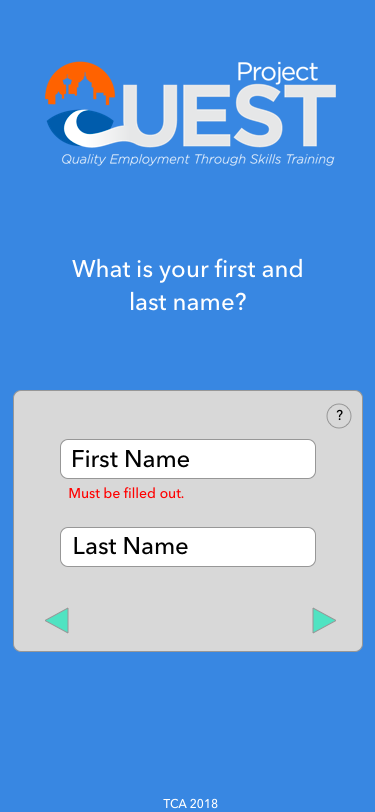 Project
QUEST
Quality Employment Through Skills Training
What is your first and
last name?
?
First Name
Must be filled out.
Last Name
TCA 2018